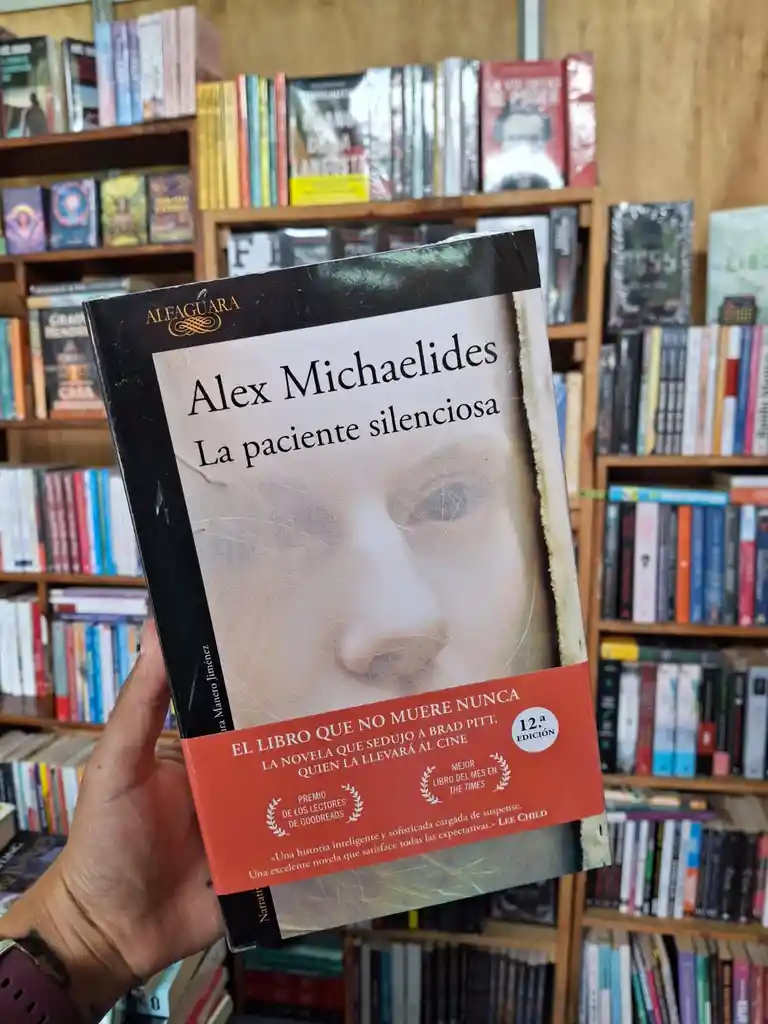 ALFAGUARA
Alex Michaelides
La paciente silenciosa
Manero Jiménez
EL LIBRO QUE NO MUERE NUNCA
LA NOVELA QUE SEDUJO A BRAD PITT,
QUIEN LA LLEVARÁ AL CINE
12.ª
EDICIÓN
PREMIO
DE LOS LECTORES
DE GOODREADS
MEJOR
LIBRO DEL MES EN
THE TIMES
«Una historia inteligente y sofisticada cargada de suspense.
Una excelente novela que satisface todas las expectativas.» LEE CHILD